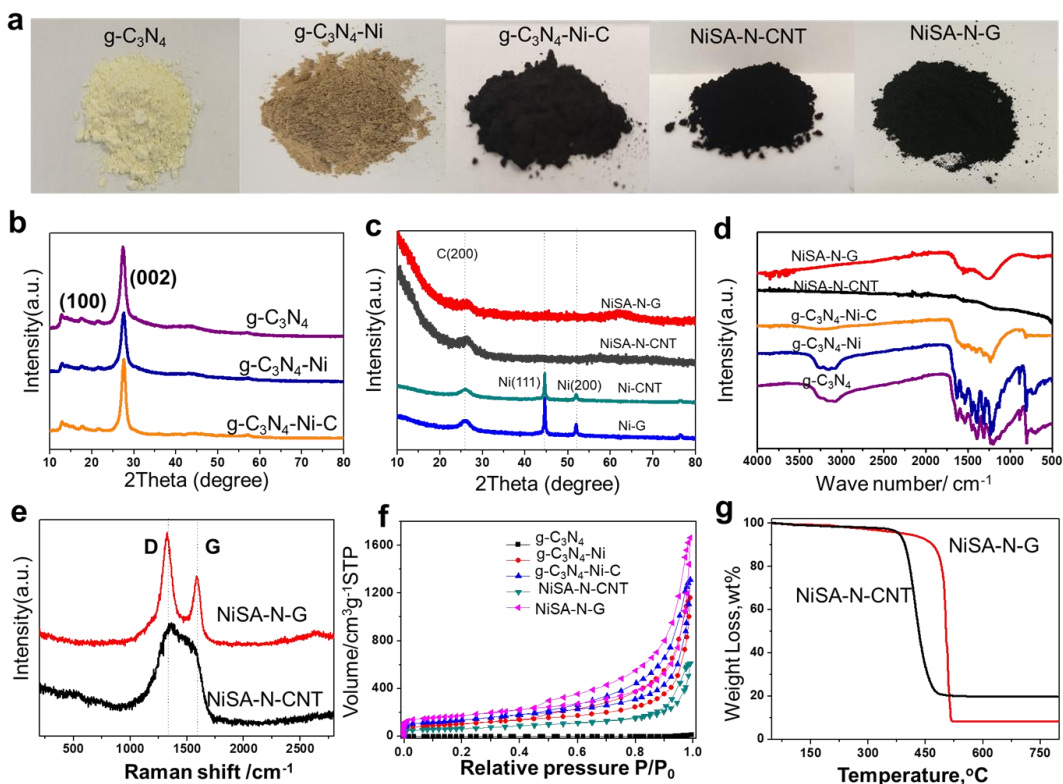 a
g-C₃N₄
g-C₃N₄-Ni
g-C₃N₄-Ni-C
NiSA-N-CNT
NiSA-N-G
b
Intensity(a.u.)
(100)
(002)
g-C₃N₄
g-C₃N₄-Ni
g-C₃N₄-Ni-C
10 20 30 40 50 60 70 80
2Theta (degree)
c
Intensity(a.u.)
C(200)
NiSA-N-G
NiSA-N-CNT
Ni(111)
Ni(200)
Ni-CNT
Ni-G
10 20 30 40 50 60 70 80
2Theta (degree)
d
Intensity(a.u.)
NiSA-N-G
NiSA-N-CNT
g-C₃N₄-Ni-C
g-C₃N₄-Ni
g-C₃N₄
4000 3500 3000 2500 2000 1500 1000 500
Wave number/ cm⁻¹
e
Intensity(a.u.)
D
G
NiSA-N-G
NiSA-N-CNT
500 1000 1500 2000 2500
Raman shift /cm⁻¹
f
Volume/cm³g⁻¹STP
1600
1200
800
400
0
g-C₃N₄
g-C₃N₄-Ni
g-C₃N₄-Ni-C
NiSA-N-CNT
NiSA-N-G
0.0 0.2 0.4 0.6 0.8 1.0
Relative pressure P/P₀
g
Weight Loss,wt%
100
80
60
40
20
0
NiSA-N-G
NiSA-N-CNT
150 300 450 600 750
Temperature,ºC